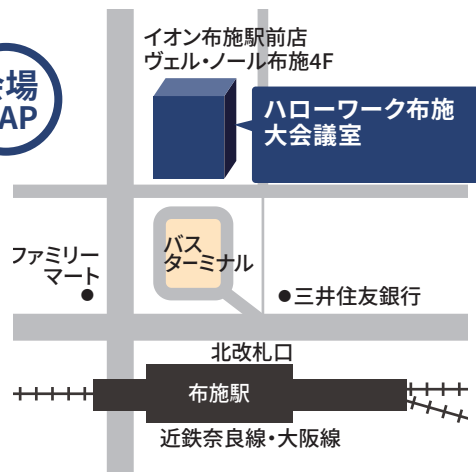 イオン布施駅前店
ヴェル・ノール布施4F
会場
MAP
ハローワーク布施
大会議室
バス
ターミナル
ファミリー
マート
●三井住友銀行
北改札口
布施駅
近鉄奈良線・大阪線